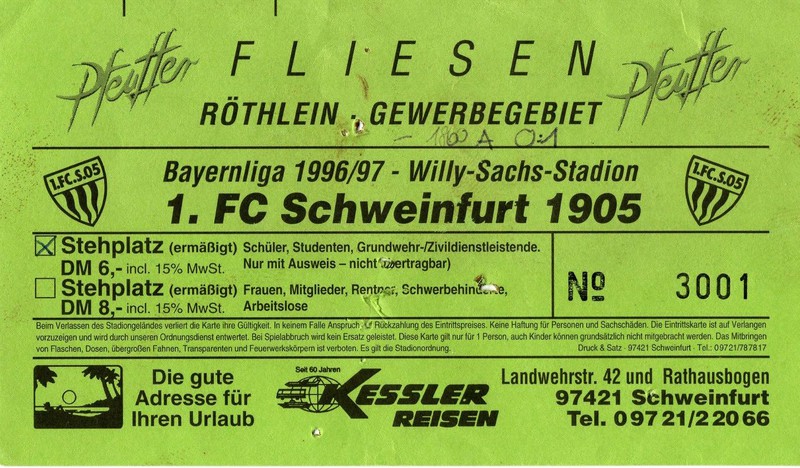 Pfeuffer FLIESEN Pfeuffer
RÖTHLEIN - GEWERBEGEBIET
- 1860 A 0:1
1.FC.S.05 Bayernliga 1996/97 - Willy-Sachs-Stadion 1.FC.S.05
1. FC Schweinfurt 1905
Stehplatz (ermäßigt) Schüler, Studenten, Grundwehr-/Zivildienstleistende.
DM 6,- incl. 15% MwSt. Nur mit Ausweis – nicht übertragbar)
Stehplatz (ermäßigt) Frauen, Mitglieder, Rentner, Schwerbehinderte,
DM 8,- incl. 15% MwSt. Arbeitslose
Nº 3001
Beim Verlassen des Stadiongeländes verliert die Karte ihre Gültigkeit. In keinem Falle Anspruch auf Rückzahlung des Eintrittspreises. Keine Haftung für Personen und Sachschäden. Die Eintrittskarte ist auf Verlangen
vorzuzeigen und wird durch unseren Ordnungsdienst entwertet. Bei Spielabbruch wird kein Ersatz geleistet. Diese Karte gilt nur für 1 Person, auch Kinder können grundsätzlich nicht mitgebracht werden. Das Mitbringen
von Flaschen, Dosen, übergroßen Fahnen, Transparenten und Feuerwerkskörpern ist verboten. Es gilt die Stadionordnung. Druck & Satz · 97421 Schweinfurt · Tel.: 09721/787817
Die gute
Adresse für
Ihren Urlaub
Seit 60 Jahren
KESSLER
REISEN
Landwehrstr. 42 und Rathausbogen
97421 Schweinfurt
Tel. 0 97 21/2 20 66